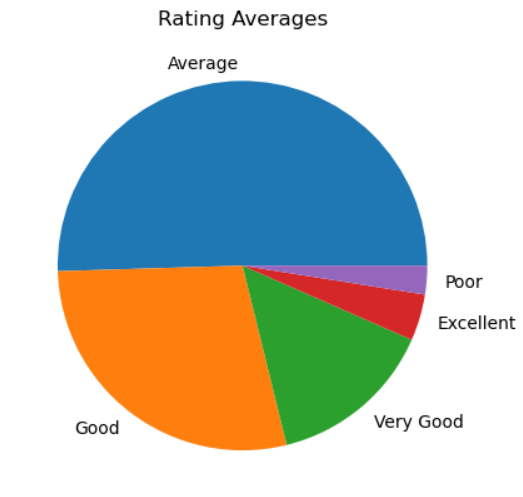 Rating Averages
Average
Poor
Excellent
Very Good
Good